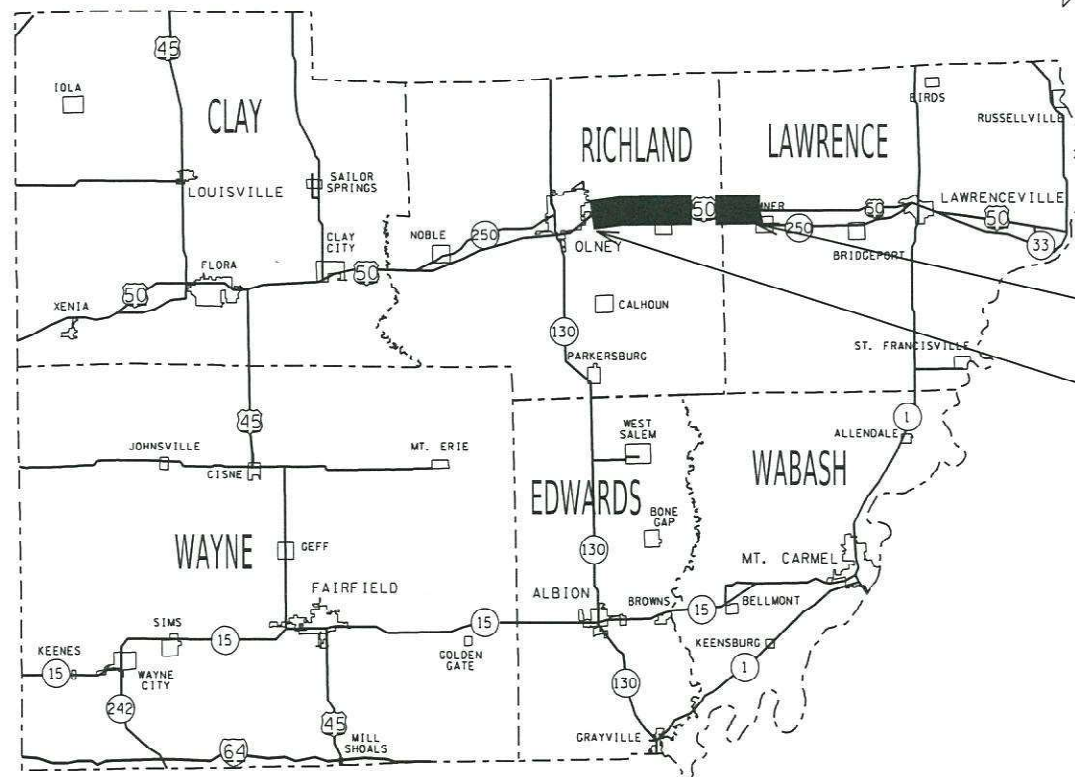 45
IOLA
CLAY
LOUISVILLE
SAILOR
SPRINGS
CLAY
CITY
FLORA
50
XENIA
50
NOBLE
250
RICHLAND
LAWRENCE
BIRDS
RUSSELLVILLE
50
50
LAWRENCEVILLE
50
250
OLNEY
BRIDGEPORT
33
CALHOUN
130
PARKERSBURG
ST. FRANCISVILLE
45
JOHNSVILLE
CISNE
MT. ERIE
WEST
SALEM
1
ALLENDALE
EDWARDS
WABASH
BONE
GAP
WAYNE
GEFF
130
MT. CARMEL
FAIRFIELD
ALBION
BROWNS
15
BELLMONT
SIMS
15
15
GOLDEN
GATE
KEENSBURG
KEENES
15
WAYNE
CITY
1
130
242
45
MILL
SHOALS
64
GRAYVILLE